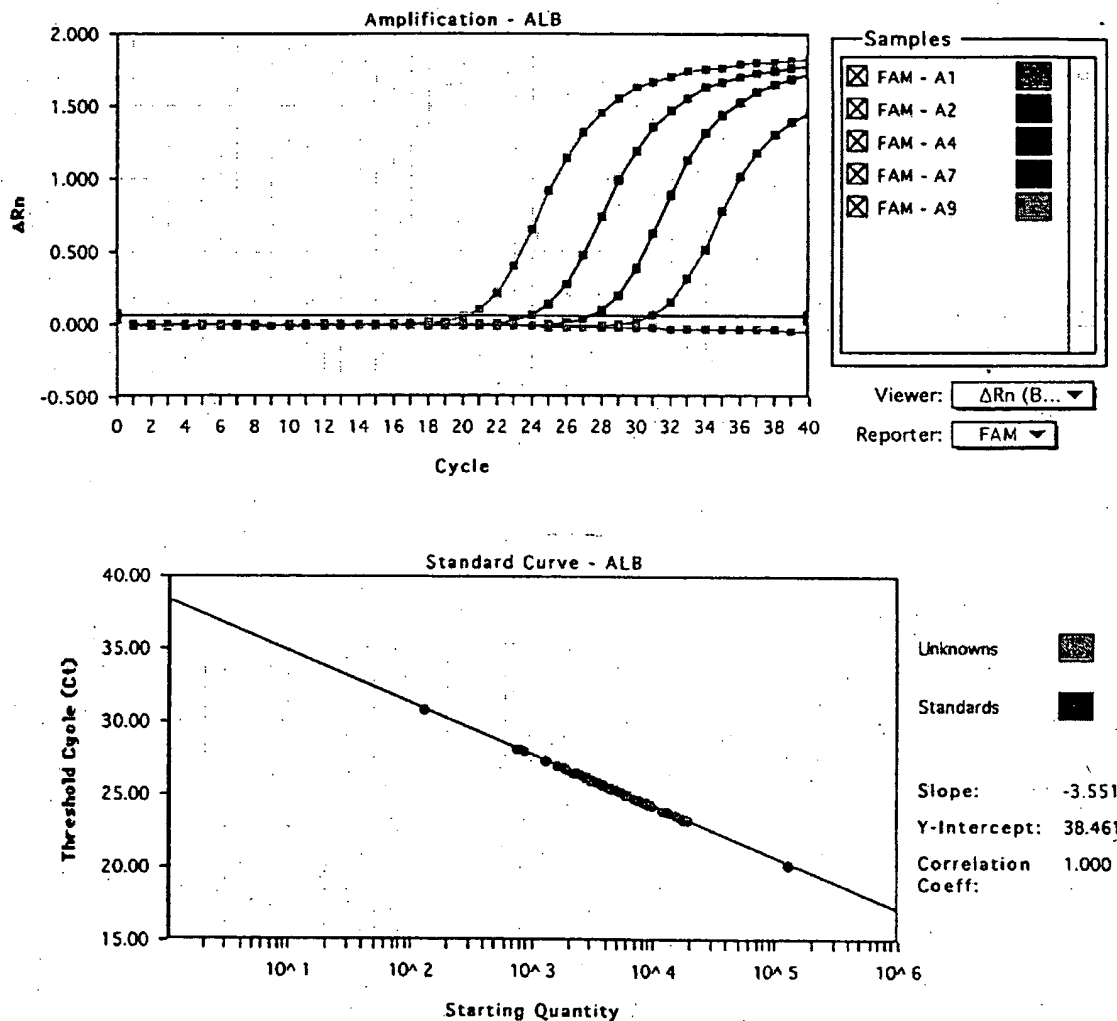 Amplification - ALB
2.000
1.500
1.000
0.500
0.000
-0.500
ΔRn
0 2 4 6 8 10 12 14 16 18 20 22 24 26 28 30 32 34 36 38 40
Cycle
Samples
FAM - A1
FAM - A2
FAM - A4
FAM - A7
FAM - A9
Viewer: ΔRn (B...
Reporter: FAM
Standard Curve - ALB
40.00
35.00
30.00
25.00
20.00
15.00
Threshold Cycle (Ct)
10^1 10^2 10^3 10^4 10^5 10^6
Starting Quantity
Unknowns
Standards
Slope: -3.551
Y-Intercept: 38.461
Correlation 1.000
Coeff: